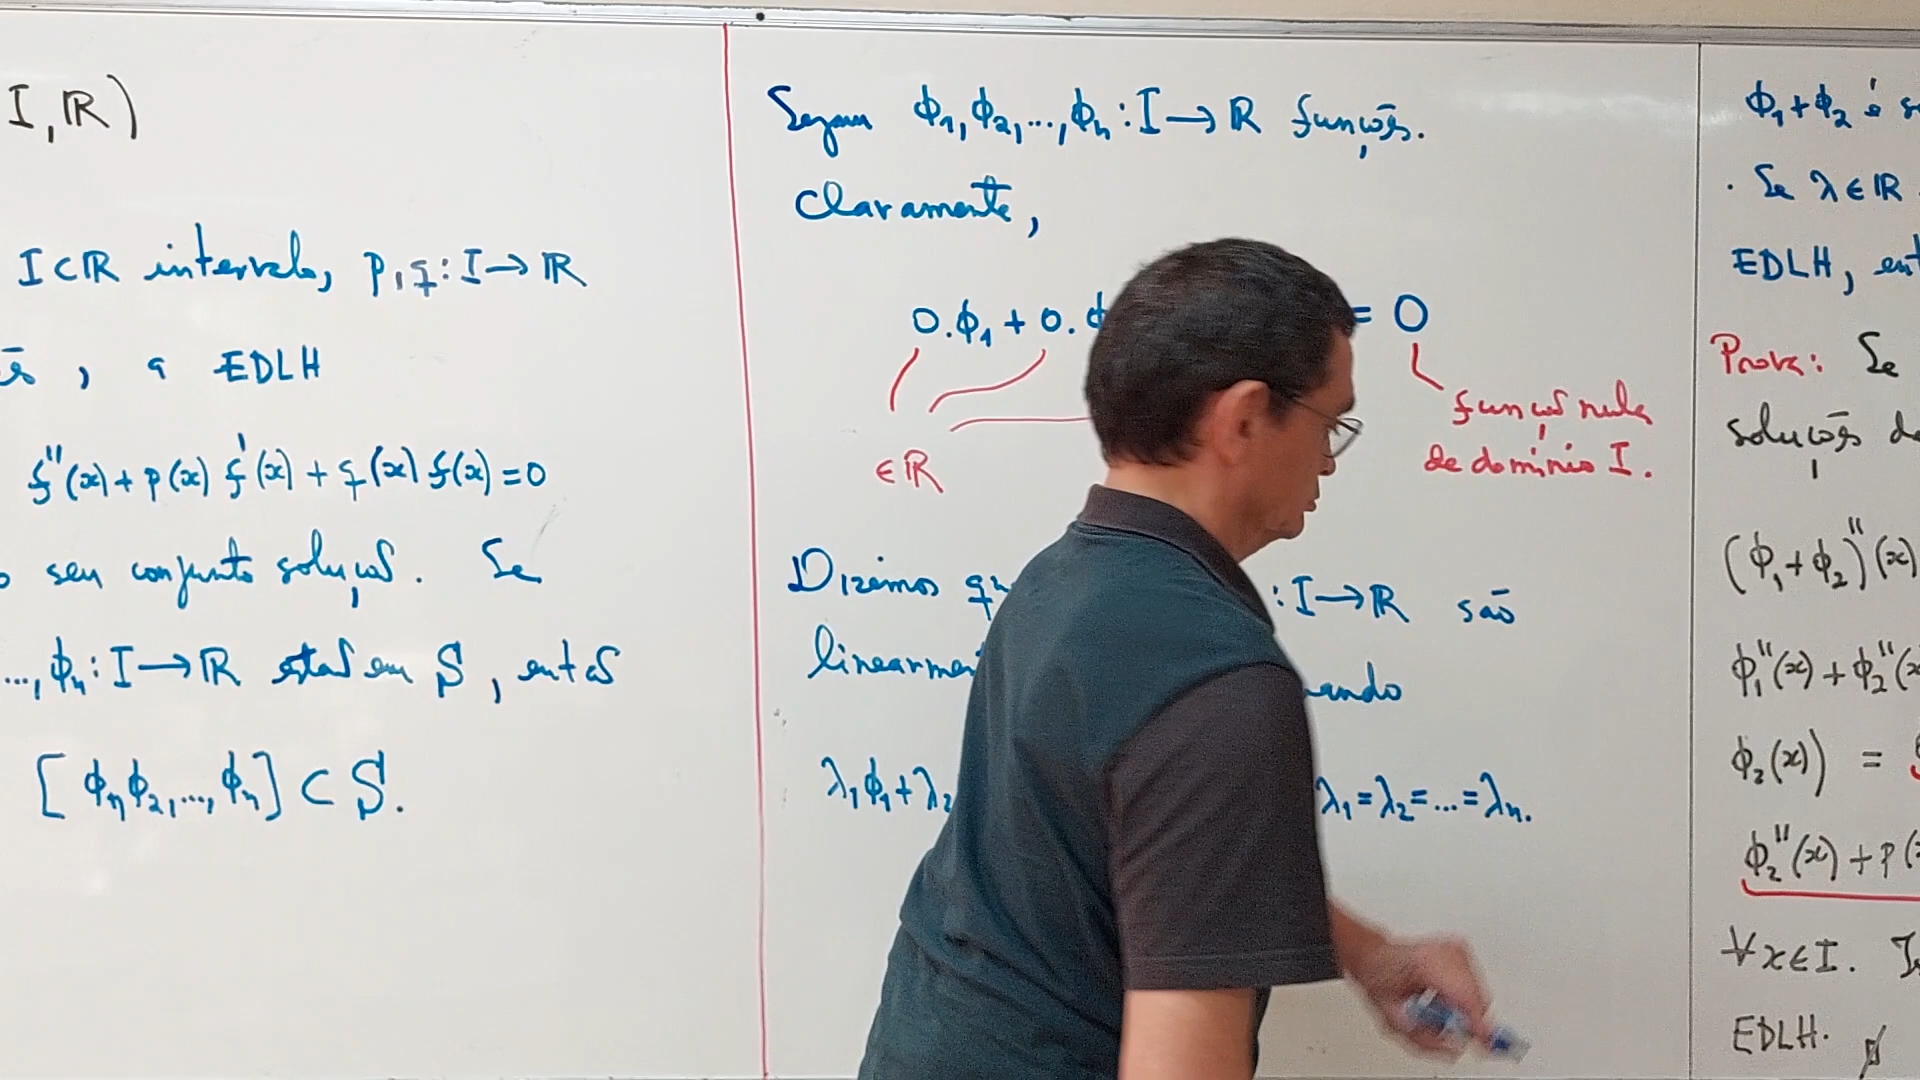 I, ℝ)
I⊂ℝ intervalo, p,q: I→ℝ
, a EDLH
f''(x)+p(x) f'(x)+q(x) f(x)=0
seu conjunto solução. Se
..., ϕn: I→ℝ estão em S, então
[ϕ1,ϕ2,...,ϕn]⊂S.
Sejam ϕ1,ϕ2,...,ϕn: I→ℝ funções.
Claramente,
0.ϕ1 + 0. = 0
∈ℝ
função nula
de domínio I.
Dizemos : I→ℝ são
λ1ϕ1+λ2 λ1=λ2=...=λn.
ϕ1+ϕ2 é
· Se λ∈ℝ
EDLH,
Prova: Se
soluções
(ϕ1+ϕ2)''(x)
ϕ1''(x)+ϕ2''(x
ϕ2(x)) =
ϕ2''(x)+p(
∀x∈I.
EDLH.